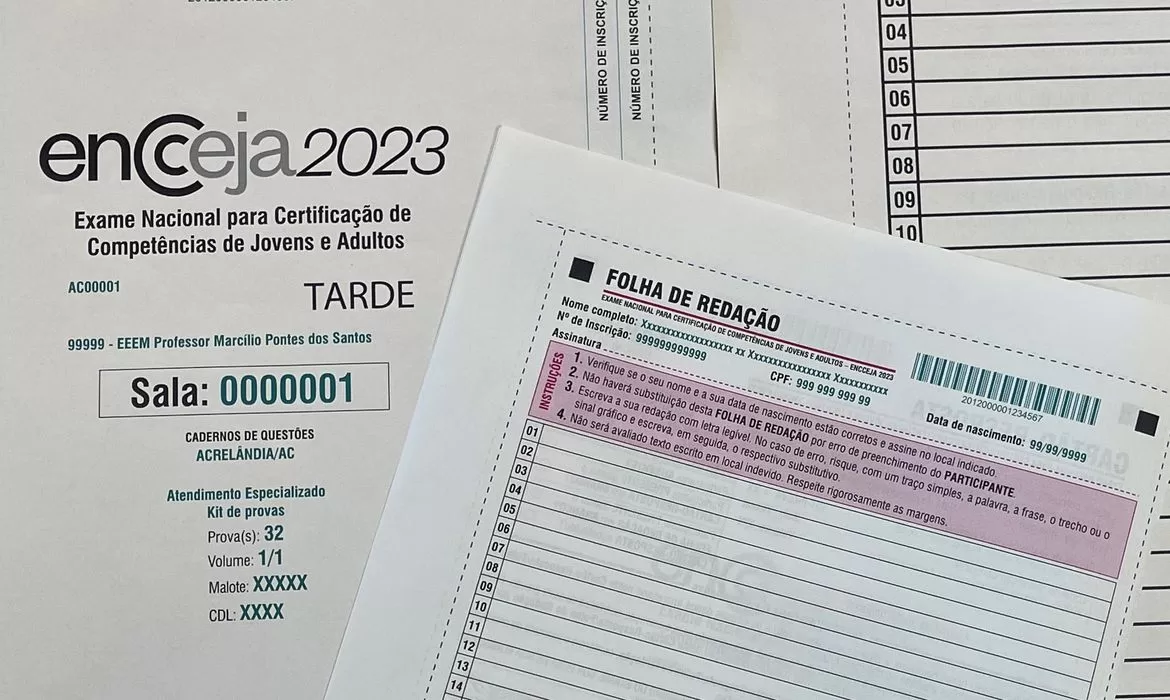 encceja 2023
Exame Nacional para Certificação de
Competências de Jovens e Adultos
AC00001
TARDE
99999 - EEEM Professor Marcílio Pontes dos Santos
Sala: 0000001
CADERNOS DE QUESTÕES
ACRELÂNDIA/AC
Atendimento Especializado
Kit de provas
Prova(s): 32
Volume: 1/1
Malote: XXXXX
CDL: XXXX
NÚMERO DE INSCRIÇ
NÚMERO DE INSCRIÇ
04
05
06
07
08
09
10
FOLHA DE REDAÇÃO
EXAME NACIONAL PARA CERTIFICAÇÃO DE COMPETÊNCIAS DE JOVENS E ADULTOS – ENCCEJA 2023
Nome completo: Xxxxxxxxxxxxxxxxxx xx Xxxxxxxxxxxxxxxx Xxxxxxxxxxx
Nº de Inscrição: 999999999999
CPF: 999 999 999 99
Assinatura
20120000001234567
Data de nascimento: 99/99/9999
INSTRUÇÕES
1. Verifique se o seu nome e a sua data de nascimento estão corretos e assine no local indicado.
2. Não haverá substituição desta FOLHA DE REDAÇÃO por erro de preenchimento do PARTICIPANTE.
3. Escreva a sua redação com letra legível. No caso de erro, risque, com um traço simples, a palavra, a frase, o trecho ou o
sinal gráfico e escreva, em seguida, o respectivo substitutivo.
4. Não será avaliado texto escrito em local indevido. Respeite rigorosamente as margens.
01
02
03
04
05
06
07
08
09
10
11
12
13
14